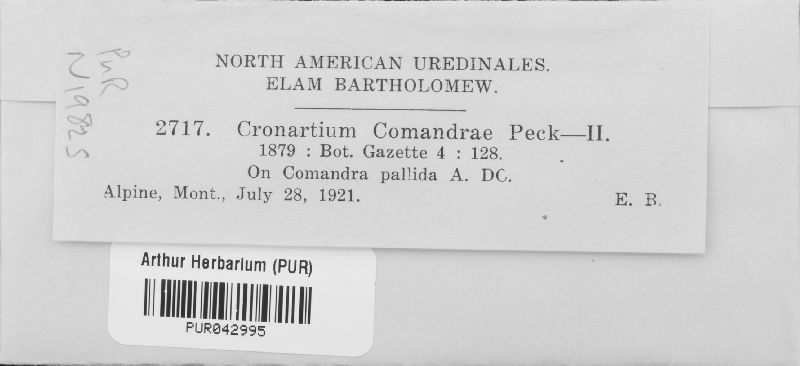 PUR
N19825
NORTH AMERICAN UREDINALES.
ELAM BARTHOLOMEW.
2717. Cronartium Comandrae Peck—II.
1879 : Bot. Gazette 4 : 128.
On Comandra pallida A. DC.
Alpine, Mont., July 28, 1921. E. B.
Arthur Herbarium (PUR)
PUR042995